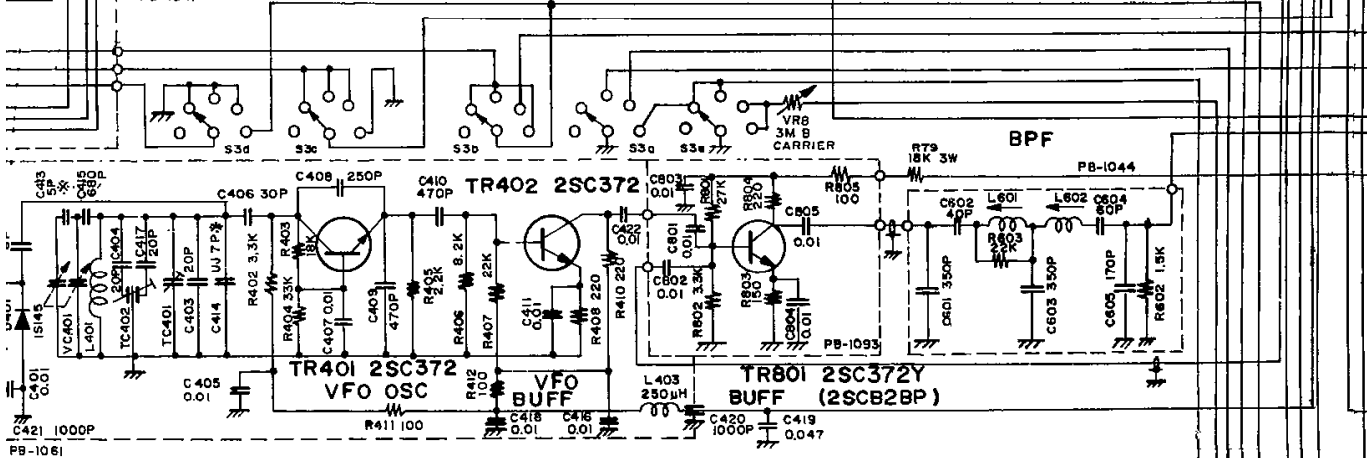 S3d
S3c
S3b
S3a
S3e
VR8
3M B
CARRIER
BPF
R79
18K 3W
PB-1044
C413
5P ※
C415
680P
C406 30P
C408 250P
C410
470P
TR402 2SC372
C803
0.01
R801
27K
R804
220
R805
100
C805
0.01
C602
40P
L601
L602
C604
60P
R603
22K
C404
20P
C417
20P
TC402
TC401
C403
20P
C414
UJ 7P※
R402 3.3K
R403
18K
R404 33K
C407 0.01
C409
470P
R405
2.2K
R406
8.2K
R407
22K
C411
0.01
R408 220
R410 220
C422
0.01
C801
0.01
C802
0.01
R802 3.3K
R803
150
C804
0.01
PB-1093
C601 350P
C603 350P
C605
170P
R602 1.5K
1S145
VC401
L401
C401
0.01
C421 1000P
C405
0.01
TR401 2SC372
VFO OSC
R412
100
VFO
BUFF
L403
250μH
TR801 2SC372Y
BUFF (2SCB2BP)
R411 100
C418
0.01
C416
0.01
C420
1000P
C419
0.047
PB-1061